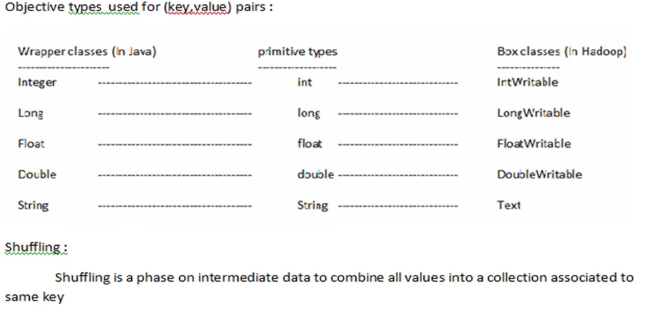 Objective types used for (key,value) pairs :
Wrapper classes (In Java) primitive types Box classes (In Hadoop)
-------------------- ----------------- --------------
Integer ---------------------------------- int -------------------------- IntWritable
Long ---------------------------------- long -------------------------- LongWritable
Float ---------------------------------- float -------------------------- FloatWritable
Double ---------------------------------- double -------------------------- DoubleWritable
String ---------------------------------- String -------------------------- Text
Shuffling :
Shuffling is a phase on intermediate data to combine all values into a collection associated to
same key